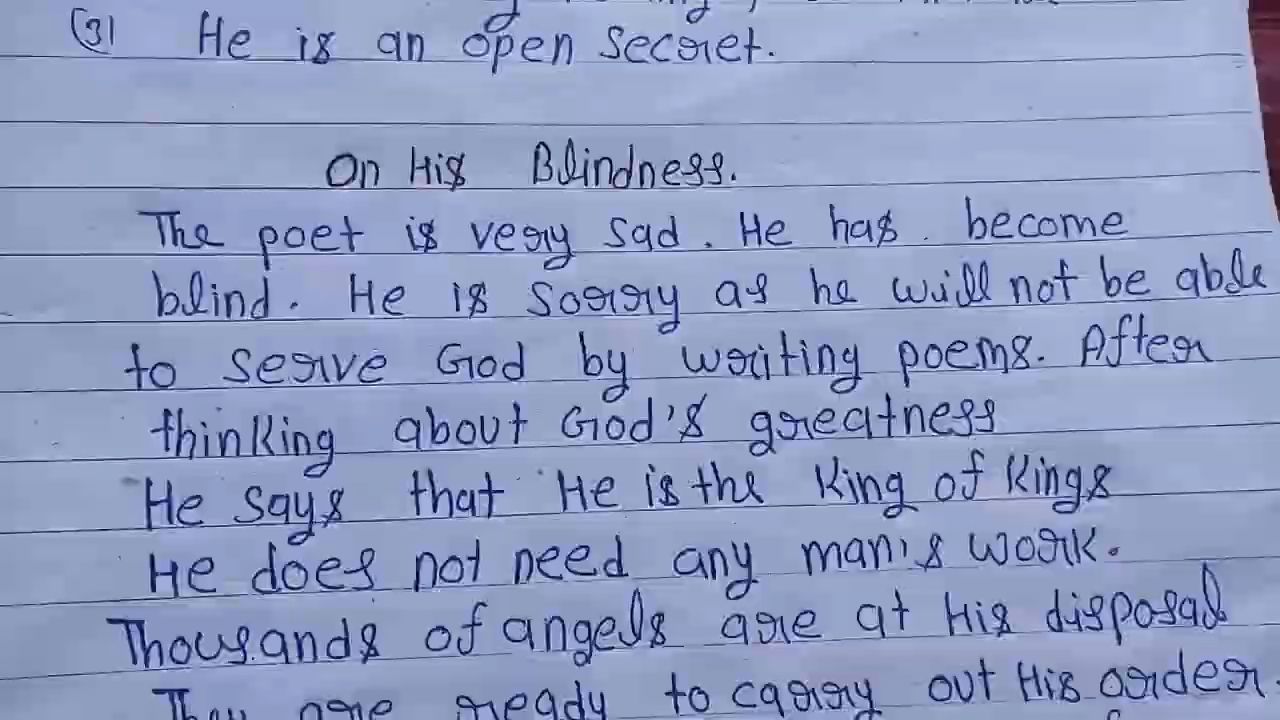 (3) He is an open secret.
On His Blindness.
The poet is very sad. He has become
blind. He is sorry as he will not be able
to serve God by writing poems. After
thinking about God's greatness
He says that He is the King of Kings
He does not need any man's work.
Thousands of angels are at His disposal
They are ready to carry out His order.